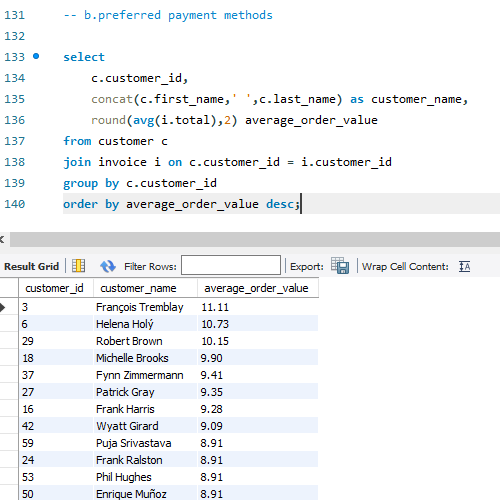 131 -- b.preferred payment methods
132
133 select
134 c.customer_id,
135 concat(c.first_name,' ',c.last_name) as customer_name,
136 round(avg(i.total),2) average_order_value
137 from customer c
138 join invoice i on c.customer_id = i.customer_id
139 group by c.customer_id
140 order by average_order_value desc;
Result Grid Filter Rows: Export: Wrap Cell Content:
customer_id customer_name average_order_value
3 François Tremblay 11.11
6 Helena Holý 10.73
29 Robert Brown 10.15
18 Michelle Brooks 9.90
37 Fynn Zimmermann 9.41
27 Patrick Gray 9.35
16 Frank Harris 9.28
42 Wyatt Girard 9.09
59 Puja Srivastava 8.91
24 Frank Ralston 8.91
53 Phil Hughes 8.91
50 Enrique Muñoz 8.91